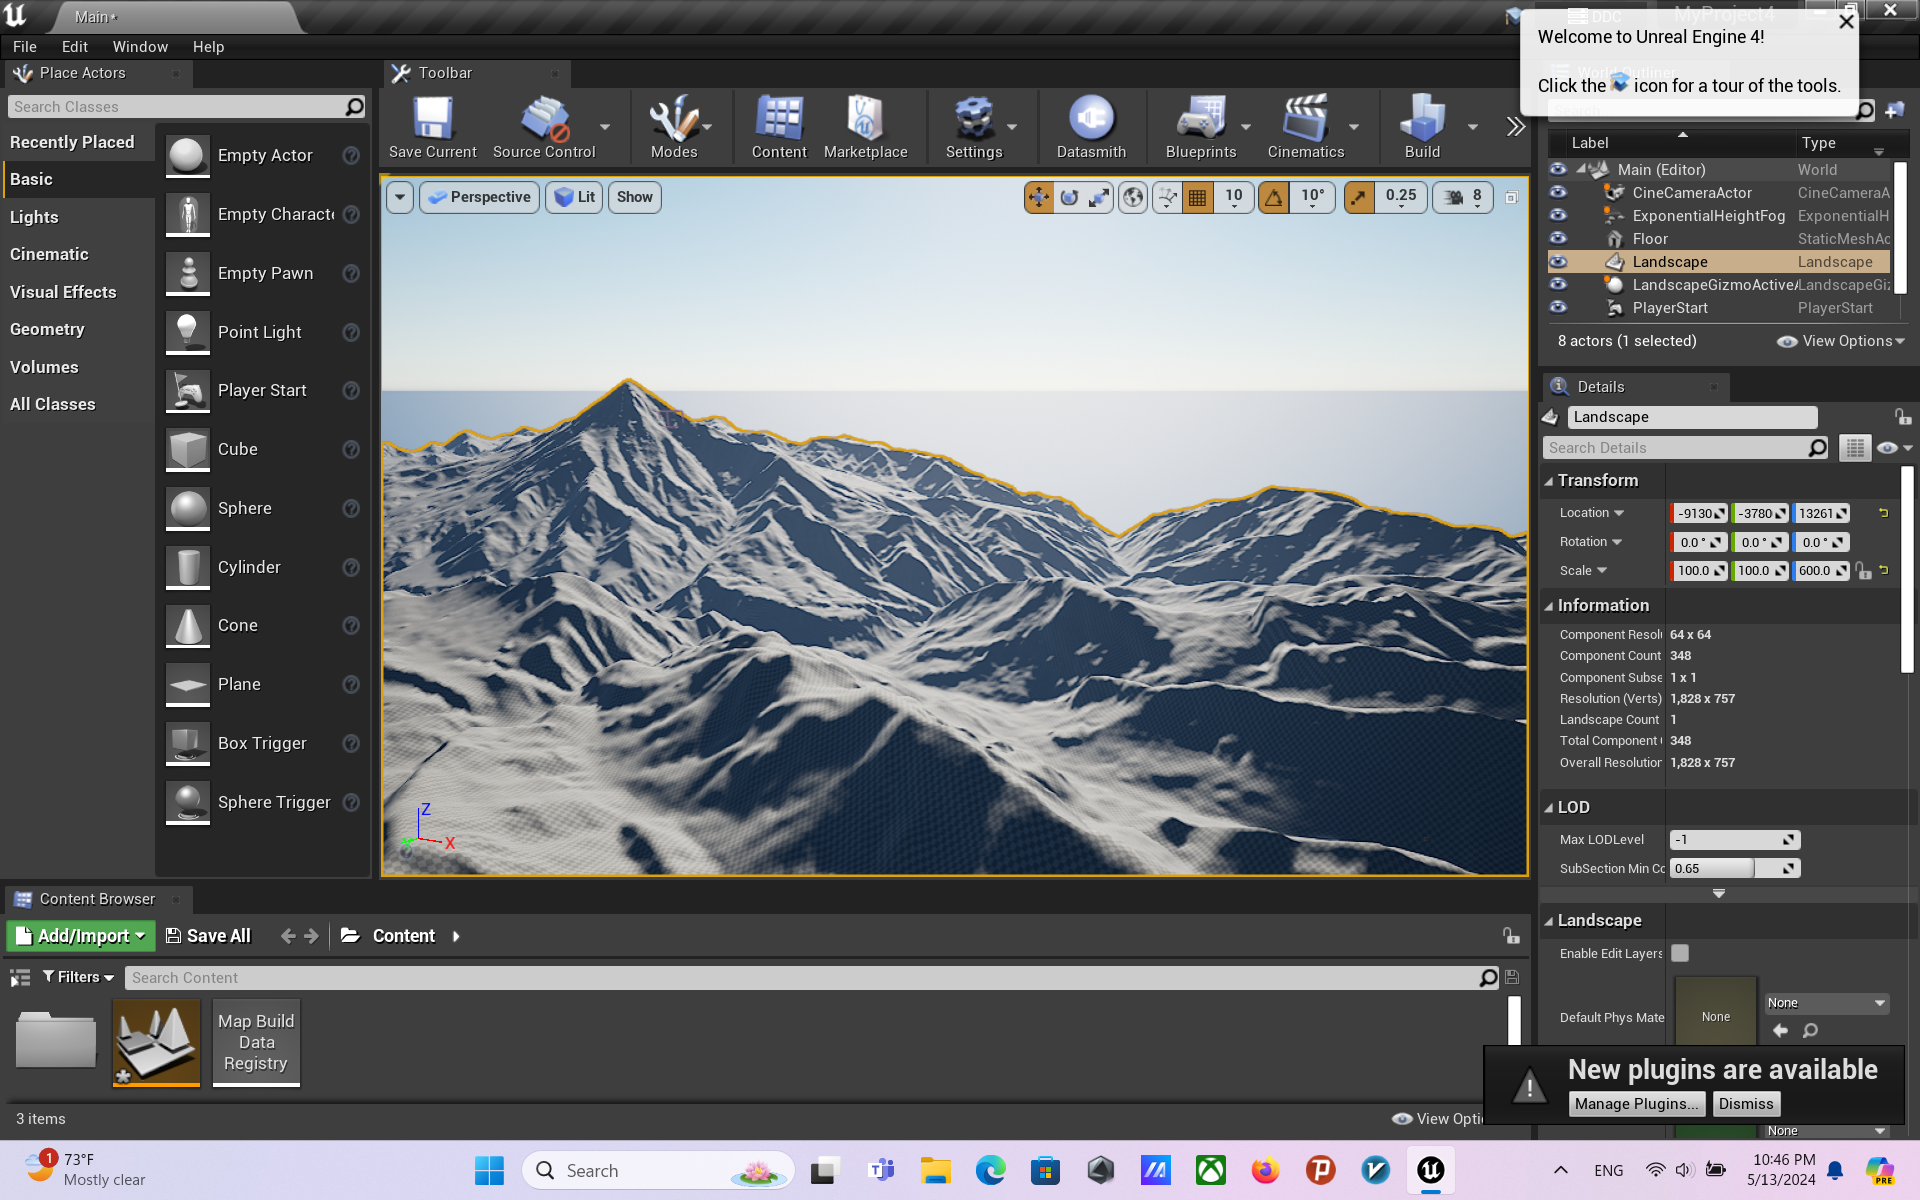 Main*
DDC
MyProject4
File Edit Window Help
Welcome to Unreal Engine 4!
Click the icon for a tour of the tools.
Place Actors
Search Classes
Recently Placed
Basic
Lights
Cinematic
Visual Effects
Geometry
Volumes
All Classes
Empty Actor
Empty Characte
Empty Pawn
Point Light
Player Start
Cube
Sphere
Cylinder
Cone
Plane
Box Trigger
Sphere Trigger
Toolbar
Save Current
Source Control
Modes
Content
Marketplace
Settings
Datasmith
Blueprints
Cinematics
Build
Perspective
Lit
Show
10
10°
0.25
8
Z
X
World Outliner
Search
Label Type
Main (Editor) World
CineCameraActor CineCameraA
ExponentialHeightFog ExponentialH
Floor StaticMeshAc
Landscape Landscape
LandscapeGizmoActiveA LandscapeGiz
PlayerStart PlayerStart
8 actors (1 selected)
View Options
Details
Landscape
Search Details
Transform
Location -9130 -3780 13261
Rotation 0.0 ° 0.0 ° 0.0 °
Scale 100.0 100.0 600.0
Information
Component Resolu 64 x 64
Component Count 348
Component Subse 1 x 1
Resolution (Verts) 1,828 x 757
Landscape Count 1
Total Component 348
Overall Resolution 1,828 x 757
LOD
Max LODLevel -1
SubSection Min Co 0.65
Landscape
Enable Edit Layers
Default Phys Mate
None
None
None
Content Browser
Add/Import
Save All
Content
Filters
Search Content
Map Build
Data
Registry
3 items
View Opti
New plugins are available
Manage Plugins...
Dismiss
1
73°F
Mostly clear
Search
ENG
10:46 PM
5/13/2024
PRE